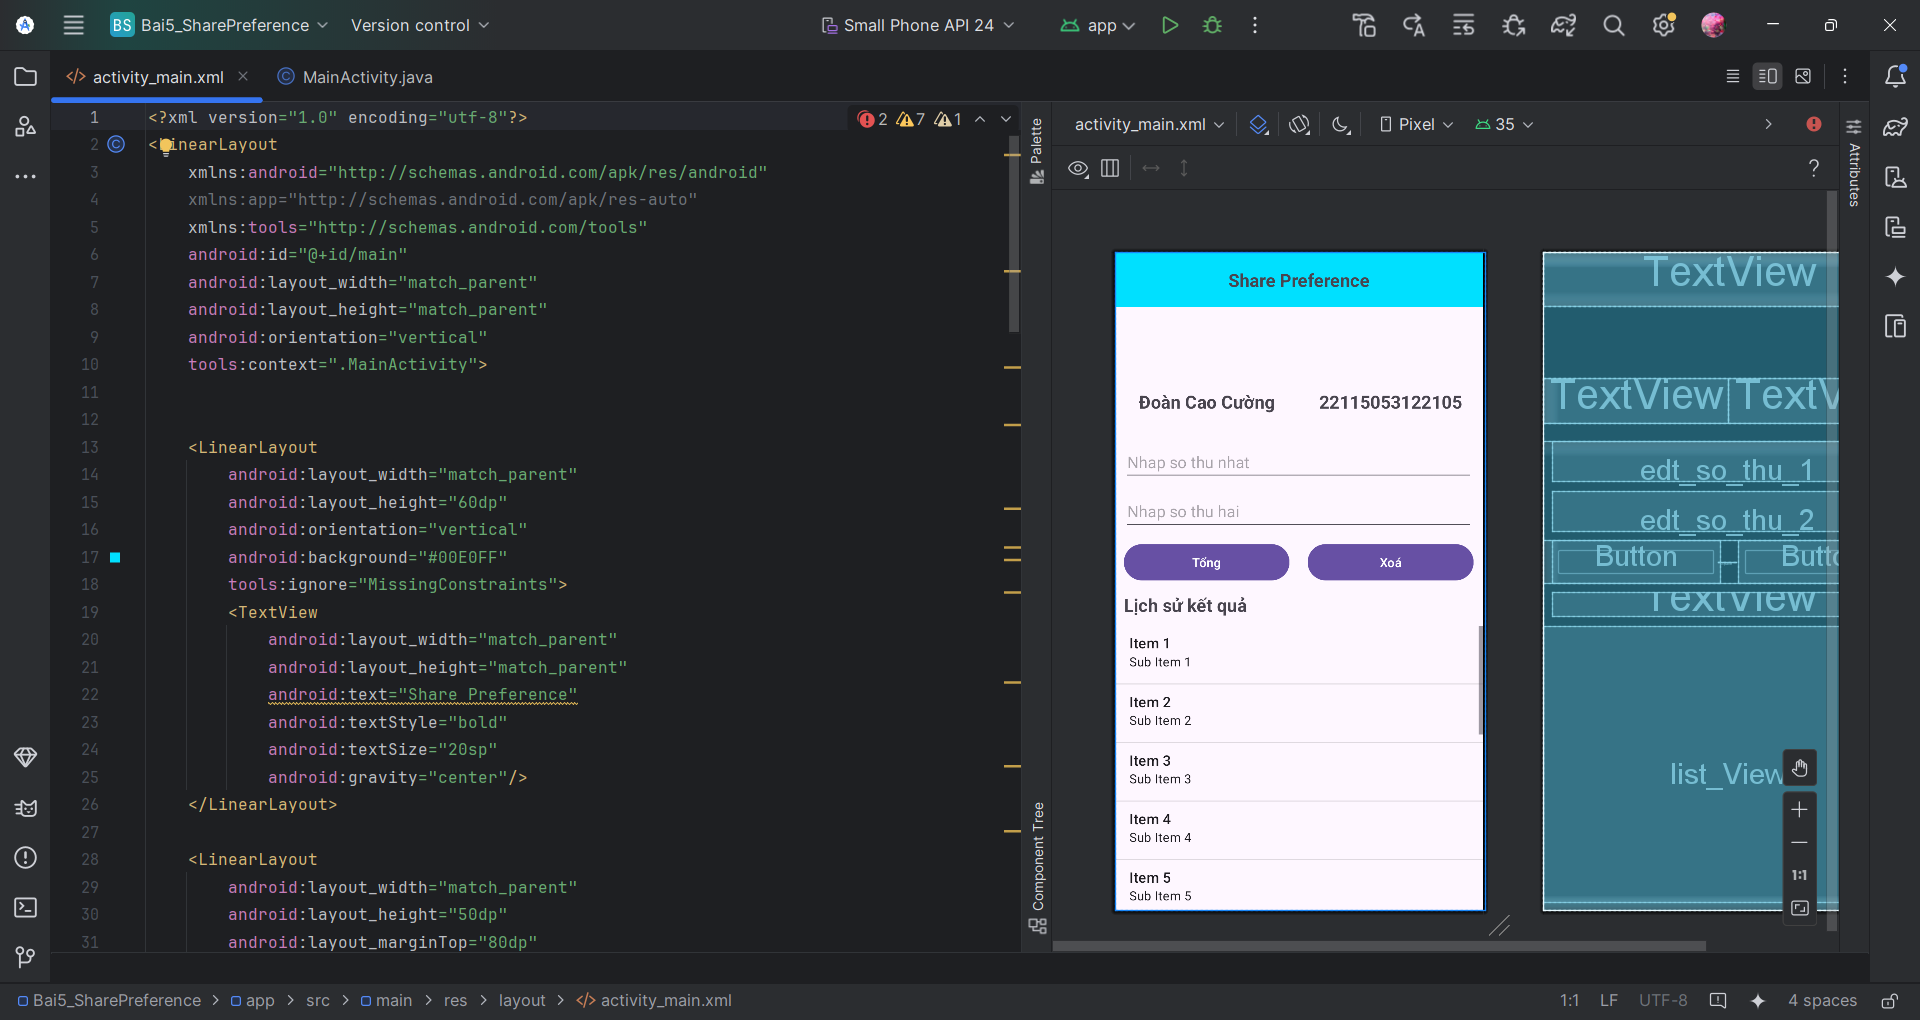 BS Bai5_SharePreference Version control Small Phone API 24 app
activity_main.xml MainActivity.java
1 <?xml version="1.0" encoding="utf-8"?>
2 <LinearLayout
3 xmlns:android="http://schemas.android.com/apk/res/android"
4 xmlns:app="http://schemas.android.com/apk/res-auto"
5 xmlns:tools="http://schemas.android.com/tools"
6 android:id="@+id/main"
7 android:layout_width="match_parent"
8 android:layout_height="match_parent"
9 android:orientation="vertical"
10 tools:context=".MainActivity">
11
12
13 <LinearLayout
14 android:layout_width="match_parent"
15 android:layout_height="60dp"
16 android:orientation="vertical"
17 android:background="#00E0FF"
18 tools:ignore="MissingConstraints">
19 <TextView
20 android:layout_width="match_parent"
21 android:layout_height="match_parent"
22 android:text="Share Preference"
23 android:textStyle="bold"
24 android:textSize="20sp"
25 android:gravity="center"/>
26 </LinearLayout>
27
28 <LinearLayout
29 android:layout_width="match_parent"
30 android:layout_height="50dp"
31 android:layout_marginTop="80dp"
2 7 1
Palette
Component Tree
activity_main.xml Pixel 35
?
Attributes
Share Preference
Đoàn Cao Cường 22115053122105
Nhap so thu nhat
Nhap so thu hai
Tổng Xoá
Lịch sử kết quả
Item 1
Sub Item 1
Item 2
Sub Item 2
Item 3
Sub Item 3
Item 4
Sub Item 4
Item 5
Sub Item 5
TextView
TextView TextV
edt_so_thu_1
edt_so_thu_2
Button Butto
TextView
list_View
1:1
Bai5_SharePreference > app > src > main > res > layout > activity_main.xml
1:1 LF UTF-8 4 spaces